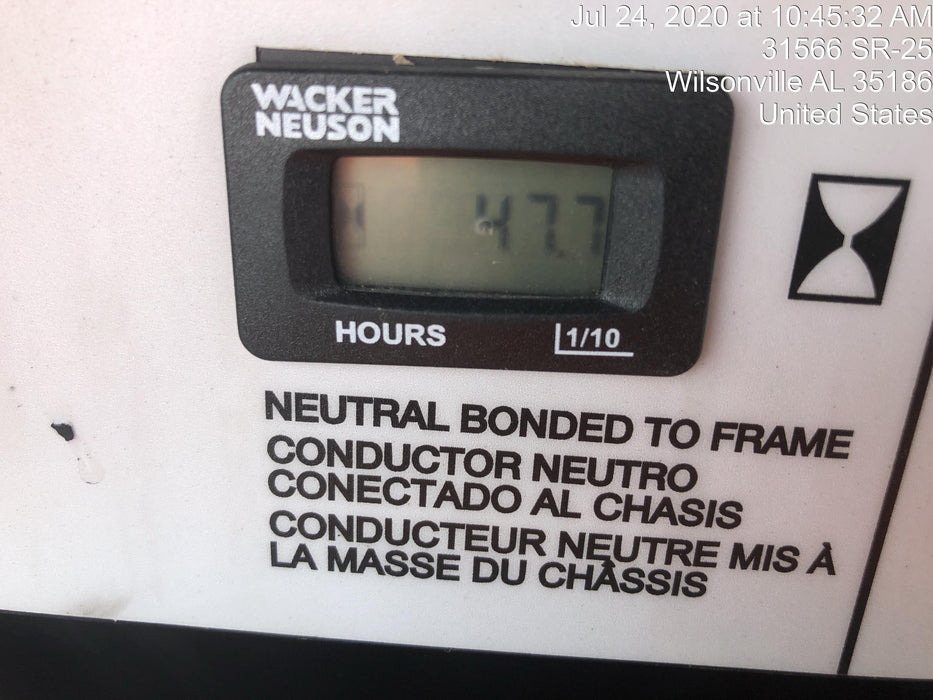 Jul 24, 2020 at 10:45:32 AM
31566 SR-25
Wilsonville AL 35186
United States
WACKER
NEUSON
47.7
HOURS 1/10
NEUTRAL BONDED TO FRAME
CONDUCTOR NEUTRO
CONECTADO AL CHASIS
CONDUCTEUR NEUTRE MIS À
LA MASSE DU CHÂSSIS